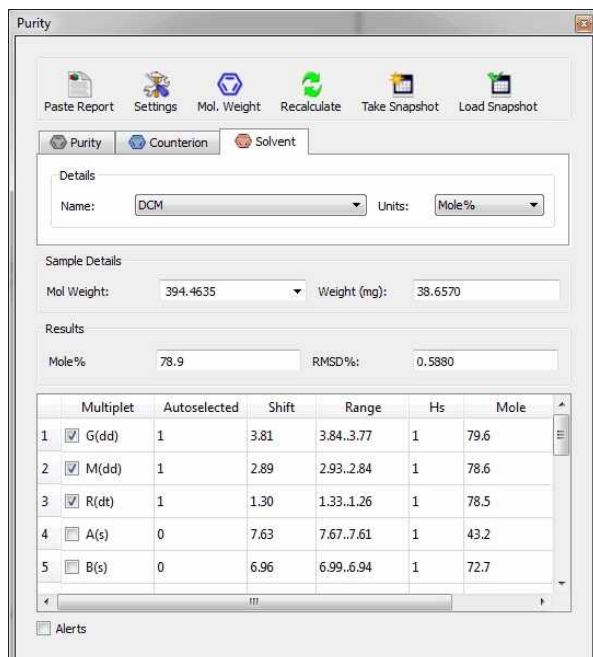 Purity
Paste Report Settings Mol. Weight Recalculate Take Snapshot Load Snapshot
Purity Counterion Solvent
Details
Name: DCM Units: Mole%
Sample Details
Mol Weight: 394.4635 Weight (mg): 38.6570
Results
Mole% 78.9 RMSD%: 0.5880
Multiplet Autoselected Shift Range Hs Mole
1 G(dd) 1 3.81 3.84..3.77 1 79.6
2 M(dd) 1 2.89 2.93..2.84 1 78.6
3 R(dt) 1 1.30 1.33..1.26 1 78.5
4 A(s) 0 7.63 7.67..7.61 1 43.2
5 B(s) 0 6.96 6.99..6.94 1 72.7
Alerts